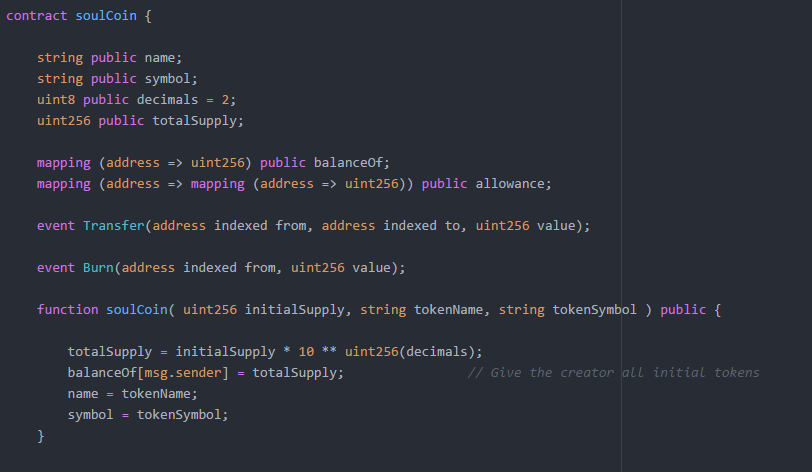 contract soulCoin {
string public name;
string public symbol;
uint8 public decimals = 2;
uint256 public totalSupply;
mapping (address => uint256) public balanceOf;
mapping (address => mapping (address => uint256)) public allowance;
event Transfer(address indexed from, address indexed to, uint256 value);
event Burn(address indexed from, uint256 value);
function soulCoin( uint256 initialSupply, string tokenName, string tokenSymbol ) public {
totalSupply = initialSupply * 10 ** uint256(decimals);
balanceOf[msg.sender] = totalSupply; // Give the creator all initial tokens
name = tokenName;
symbol = tokenSymbol;
}